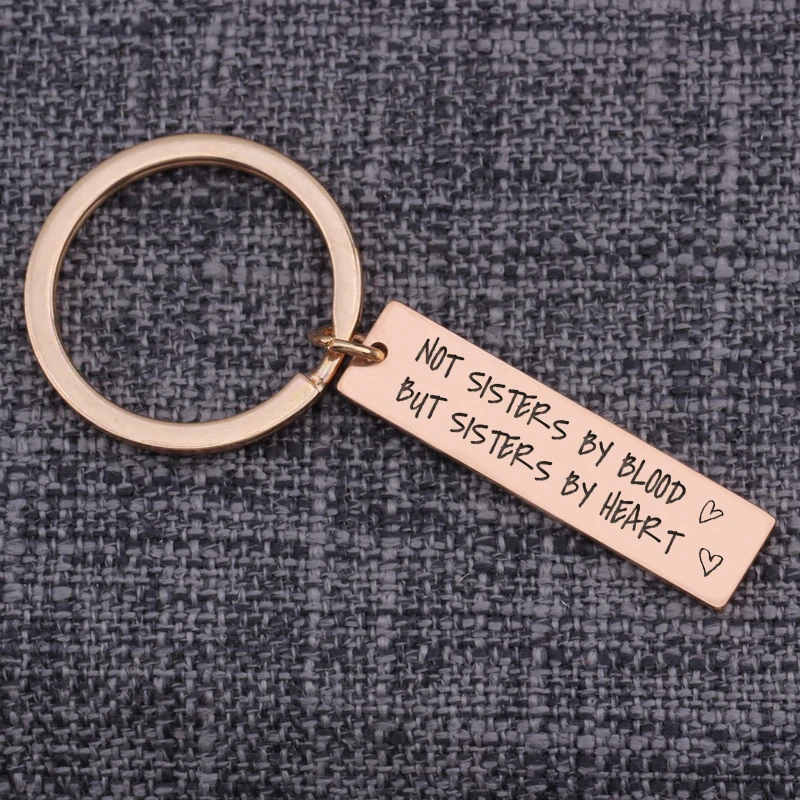 NOT SISTERS BY BLOOD ♡
BUT SISTERS BY HEART ♡